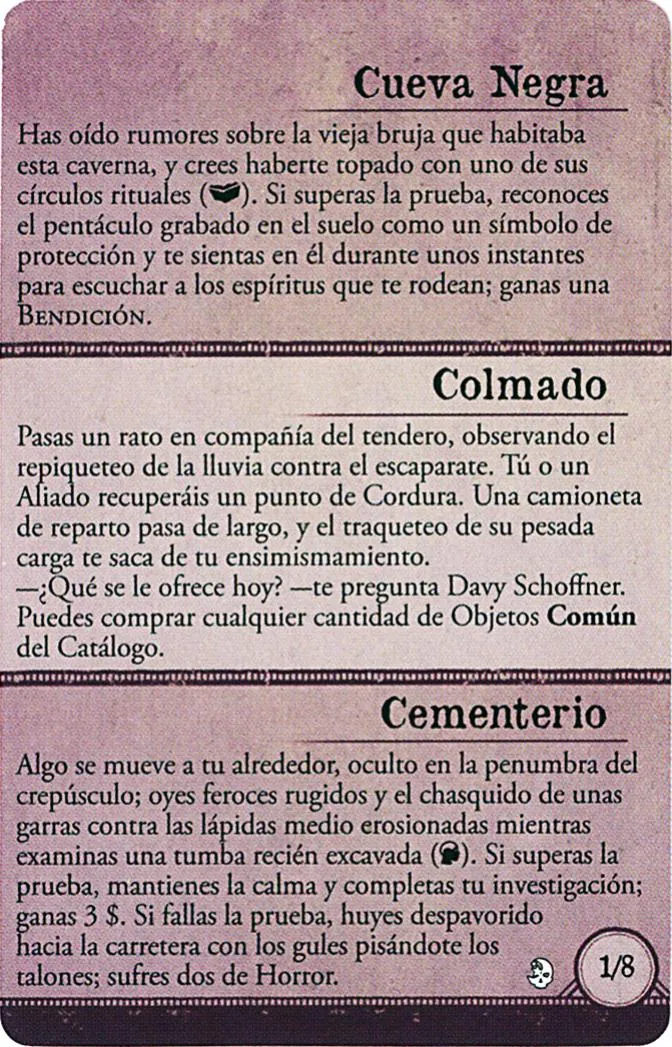 Cueva Negra
Has oído rumores sobre la vieja bruja que habitaba
esta caverna, y crees haberte topado con uno de sus
círculos rituales (). Si superas la prueba, reconoces
el pentáculo grabado en el suelo como un símbolo de
protección y te sientas en él durante unos instantes
para escuchar a los espíritus que te rodean; ganas una
BENDICIÓN.
Colmado
Pasas un rato en compañía del tendero, observando el
repiqueteo de la lluvia contra el escaparate. Tú o un
Aliado recuperáis un punto de Cordura. Una camioneta
de reparto pasa de largo, y el traqueteo de su pesada
carga te saca de tu ensimismamiento.
—¿Qué se le ofrece hoy? —te pregunta Davy Schoffner.
Puedes comprar cualquier cantidad de Objetos Común
del Catálogo.
Cementerio
Algo se mueve a tu alrededor, oculto en la penumbra del
crepúsculo; oyes feroces rugidos y el chasquido de unas
garras contra las lápidas medio erosionadas mientras
examinas una tumba recién excavada (). Si superas la
prueba, mantienes la calma y completas tu investigación;
ganas 3 $. Si fallas la prueba, huyes despavorido
hacia la carretera con los gules pisándote los
talones; sufres dos de Horror.
1/8